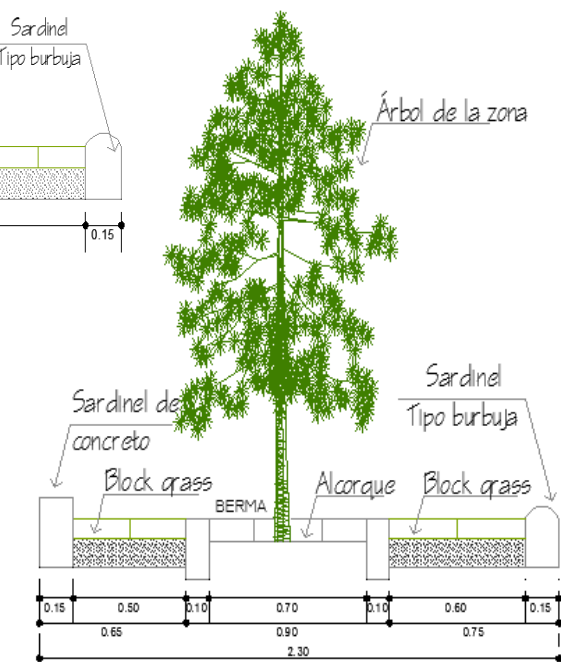 Sardinel
Tipo burbuja
0.15
Árbol de la zona
Sardinel
Tipo burbuja
Sardinel de
concreto
Block grass
BERMA
Alcorque
Block grass
0.15 0.50 0.10 0.70 0.10 0.60 0.15
0.65 0.90 0.75
2.30